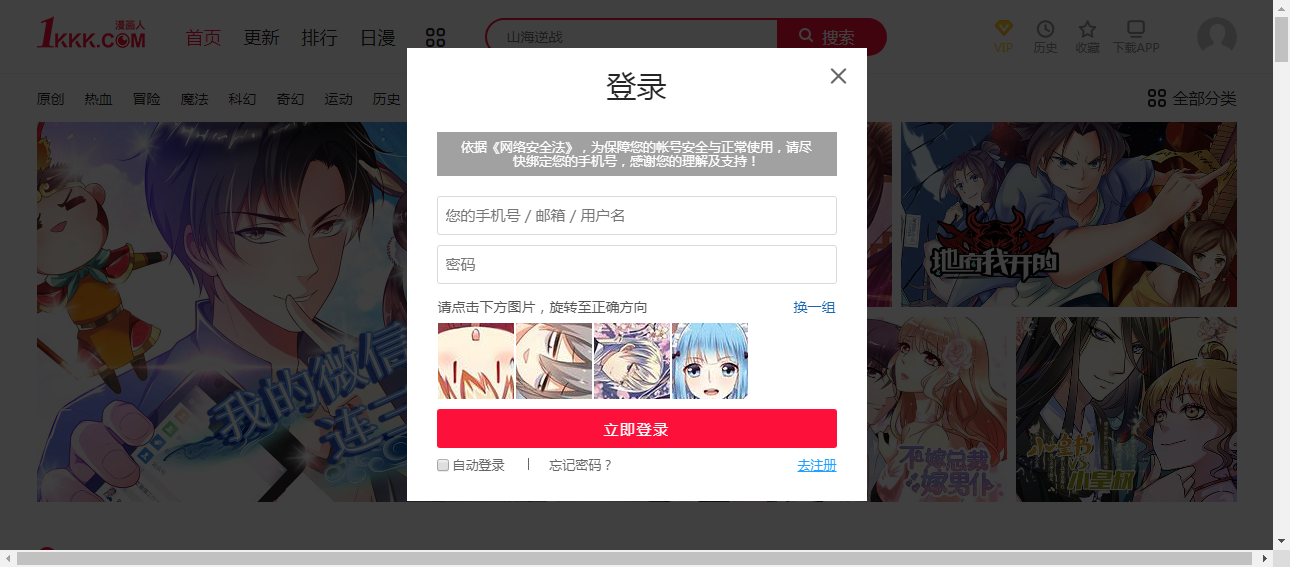 漫画人
1KKK.COM
首页 更新 排行 日漫
山海逆战
搜索
VIP 历史 收藏 下载APP
登录
原创 热血 冒险 魔法 科幻 奇幻 运动 历史
全部分类
依据《网络安全法》，为保障您的帐号安全与正常使用，请尽
快绑定您的手机号，感谢您的理解及支持！
您的手机号 / 邮箱 / 用户名
密码
请点击下方图片，旋转至正确方向
换一组
立即登录
自动登录 | 忘记密码？
去注册
地府我开的
我的微信
连三
不嫁总裁
嫁男仆